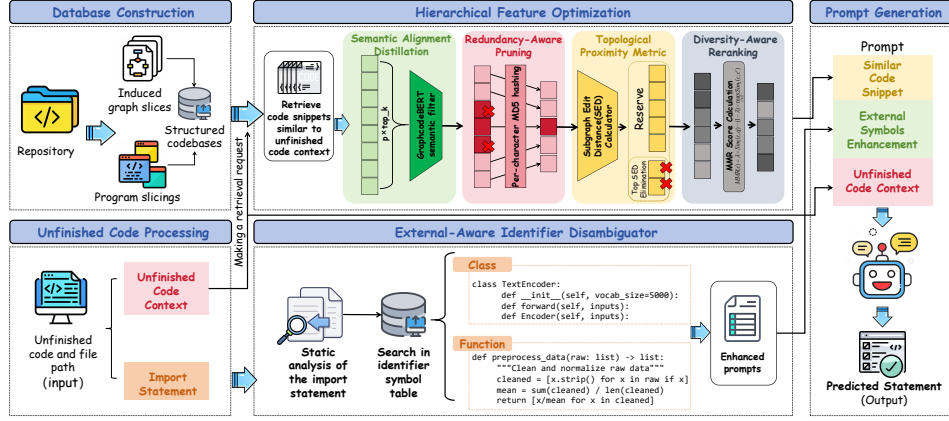 Database Construction
Induced
graph slices
Repository
Structured
codebases
Program slicings
Making a retrieval request
Hierarchical Feature Optimization
Retrieve
code snippets
similar to
unfinished
code context
Semantic Alignment
Distillation
p×top_k
GraphcodeBERT
semantic filter
Redundancy-Aware
Pruning
Per-character MD5 hashing
Topological
Proximity Metric
Subgraph Edit
Distance(SED)
Calculator
Reserve
Top SED
Elimination
Diversity-Aware
Reranking
MMR Score Calculation
Prompt Generation
Prompt
Similar
Code
Snippet
External
Symbols
Enhancement
Unfinished
Code Context
Predicted Statement
(Output)
Unfinished Code Processing
Unfinished
code and file
path
(input)
Unfinished
Code
Context
Import
Statement
External-Aware Identifier Disambiguator
Static
analysis of
the import
statement
Search in
identifier
symbol
table
Class
class TextEncoder:
def __init__(self, vocab_size=5000):
def forward(self, inputs):
def Encoder(self, inputs):
Function
def preprocess_data(raw: list) -> list:
"""Clean and normalize raw data"""
cleaned = [x.strip() for x in raw if x]
mean = sum(cleaned) / len(cleaned)
return [x/mean for x in cleaned]
Enhanced
prompts